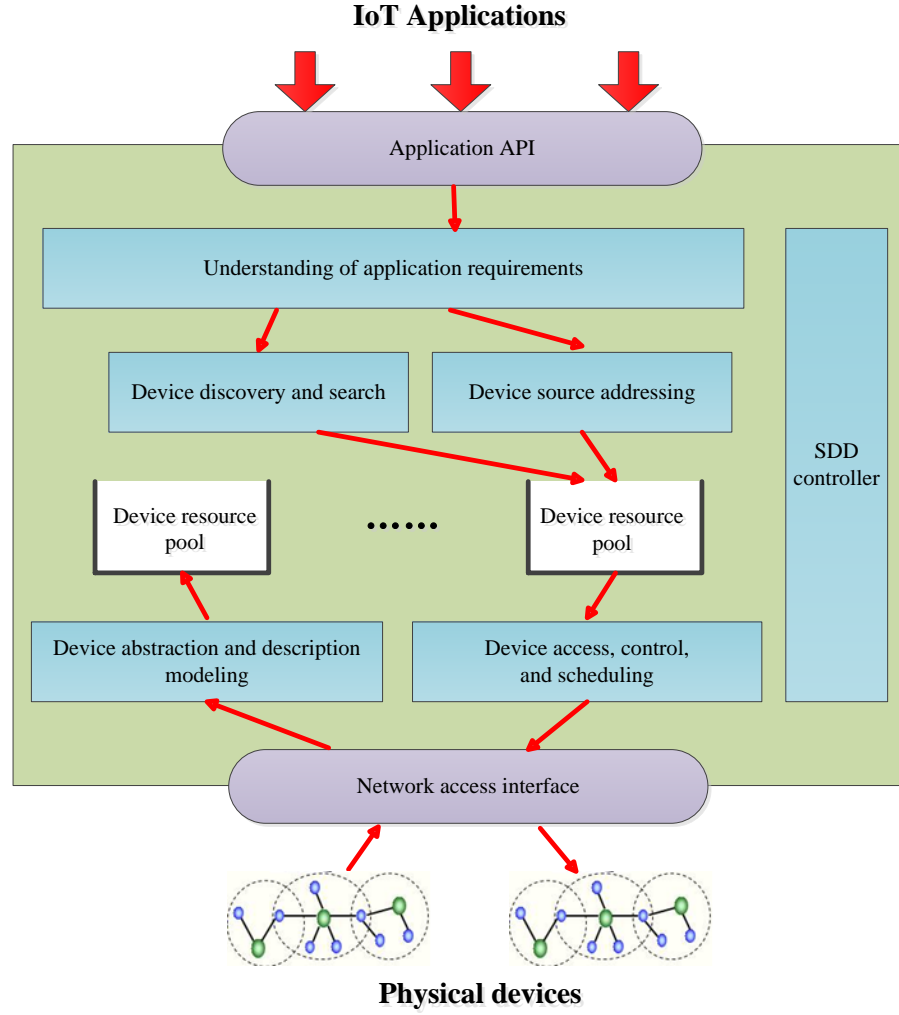 IoT Applications
Application API
Understanding of application requirements
Device discovery and search
Device source addressing
SDD
controller
Device resource
pool
......
Device resource
pool
Device abstraction and description
modeling
Device access, control,
and scheduling
Network access interface
Physical devices